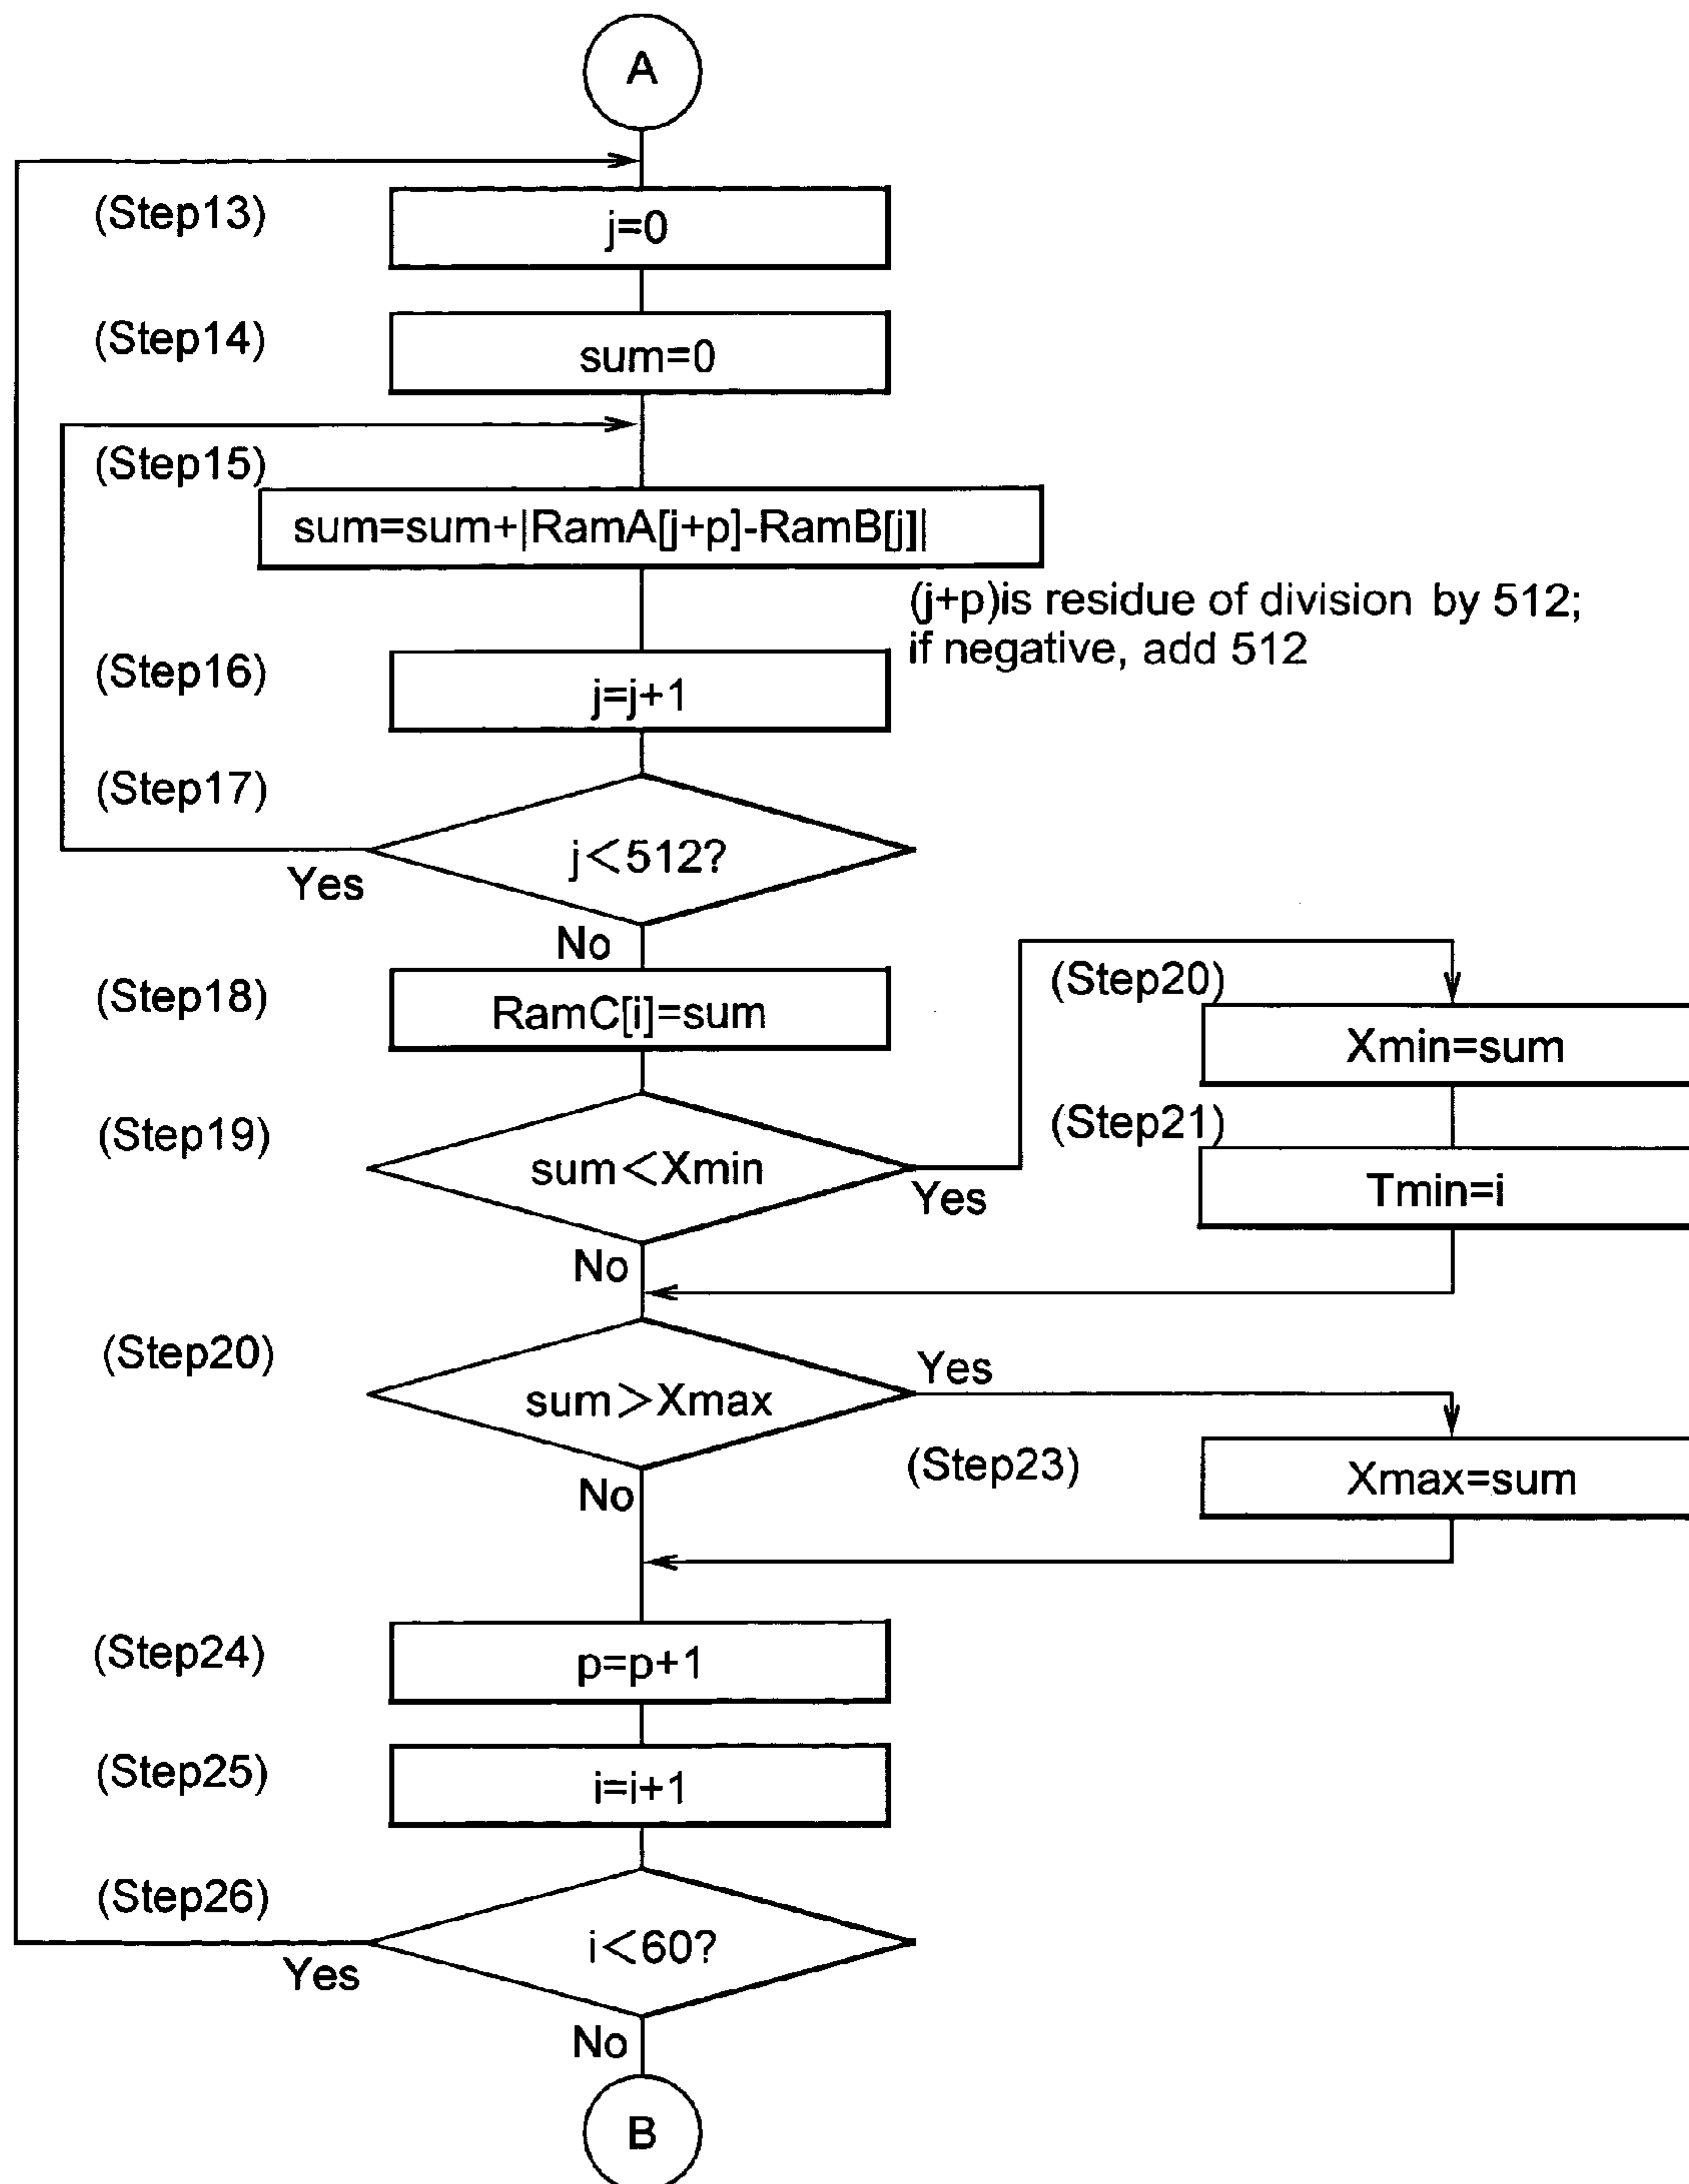 A
(Step13)
j=0
(Step14)
sum=0
(Step15)
sum=sum+|RamA[j+p]-RamB[j]|
(j+p)is residue of division by 512;
if negative, add 512
(Step16)
j=j+1
(Step17)
j<512?
Yes
No
(Step18)
RamC[i]=sum
(Step20)
Xmin=sum
(Step19)
sum<Xmin
Yes
No
(Step21)
Tmin=i
(Step20)
sum>Xmax
Yes
No
(Step23)
Xmax=sum
(Step24)
p=p+1
(Step25)
i=i+1
(Step26)
i<60?
Yes
No
B